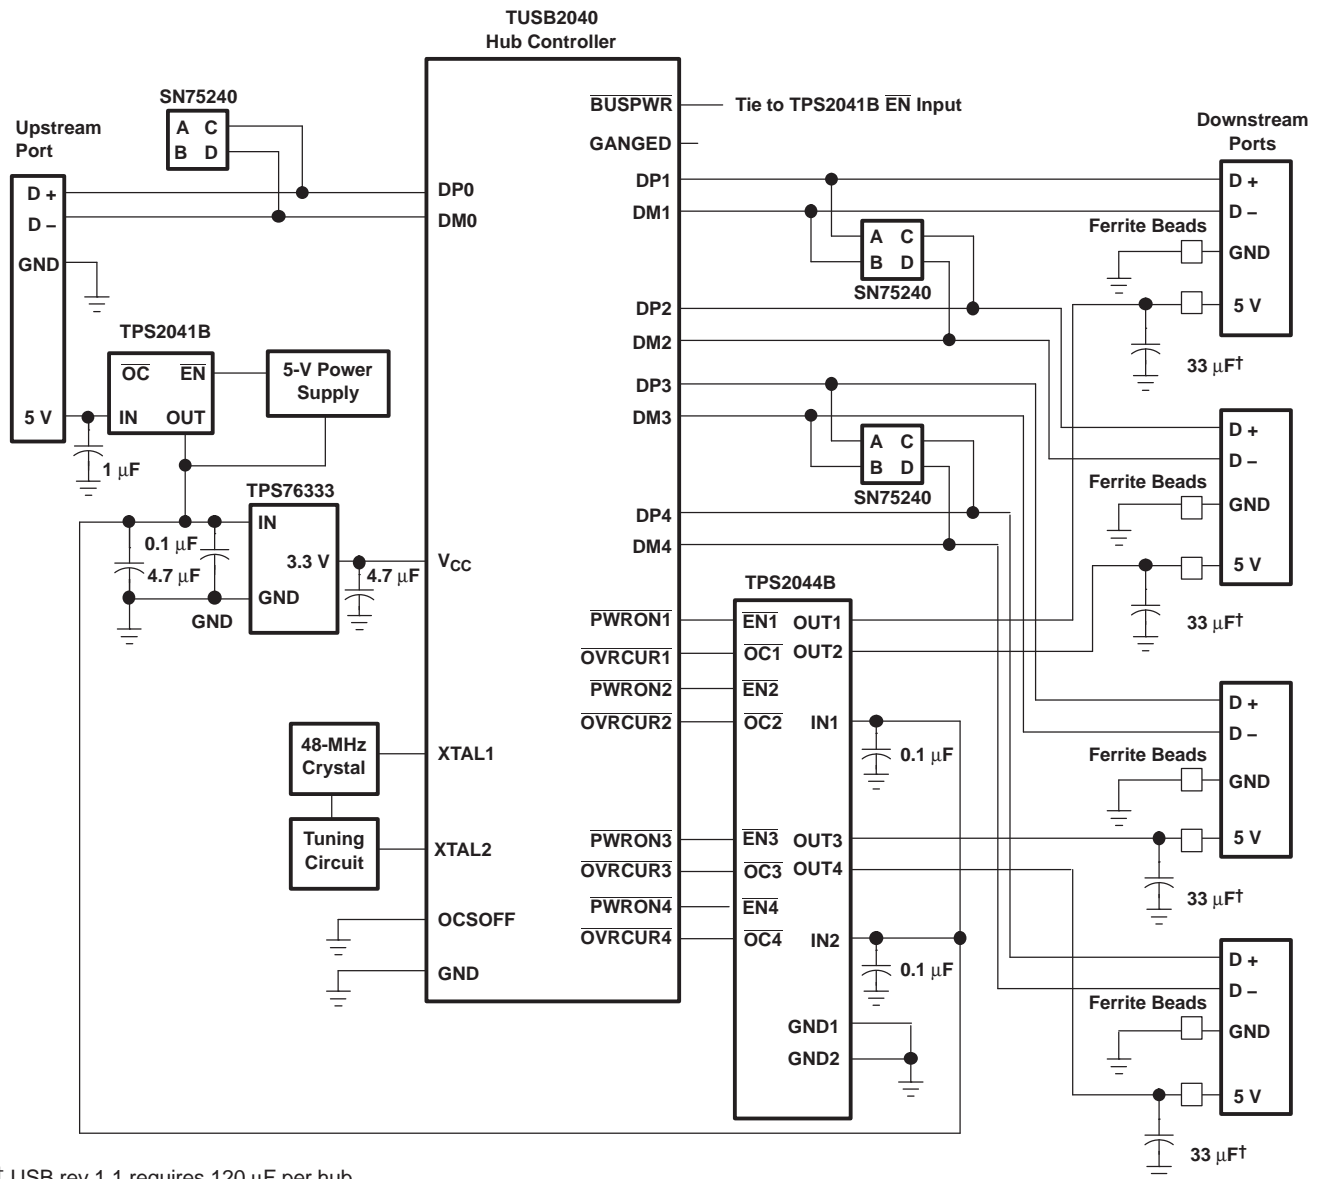 TUSB2040
Hub Controller
SN75240
A C
B D
Upstream
Port
D +
D –
GND
5 V
TPS2041B
OC EN
IN OUT
5-V Power
Supply
1 µF
TPS76333
IN
3.3 V
GND
0.1 µF
4.7 µF
GND
4.7 µF
48-MHz
Crystal
Tuning
Circuit
DP0
DM0
VCC
XTAL1
XTAL2
OCSOFF
GND
BUSPWR
Tie to TPS2041B EN Input
GANGED
DP1
DM1
DP2
DM2
DP3
DM3
DP4
DM4
PWRON1
OVRCUR1
PWRON2
OVRCUR2
PWRON3
OVRCUR3
PWRON4
OVRCUR4
A C
B D
SN75240
A C
B D
SN75240
TPS2044B
EN1 OUT1
OC1 OUT2
EN2
OC2 IN1
EN3 OUT3
OC3 OUT4
EN4
OC4 IN2
GND1
GND2
0.1 µF
0.1 µF
Downstream
Ports
D +
D –
Ferrite Beads
GND
5 V
33 µF†
D +
D –
Ferrite Beads
GND
5 V
33 µF†
D +
D –
Ferrite Beads
GND
5 V
33 µF†
D +
D –
Ferrite Beads
GND
5 V
33 µF†
† USB rev 1.1 requires 120 µF per hub